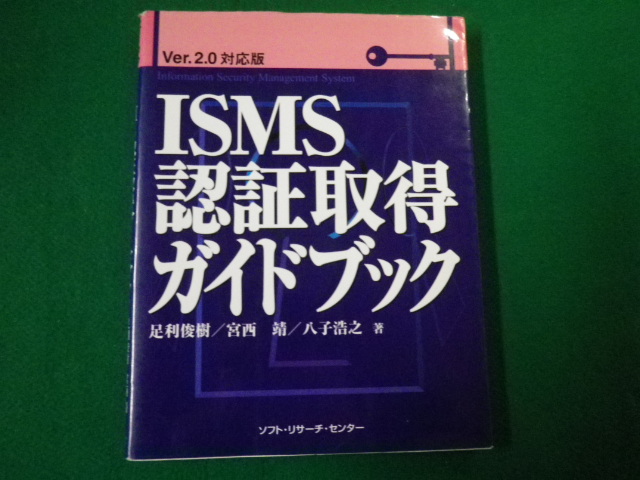 Ver.2.0 対応版
Information Security Management System
ISMS
認証取得
ガイドブック
足利俊樹／宮西 靖／八子浩之 著
ソフト・リサーチ・センター